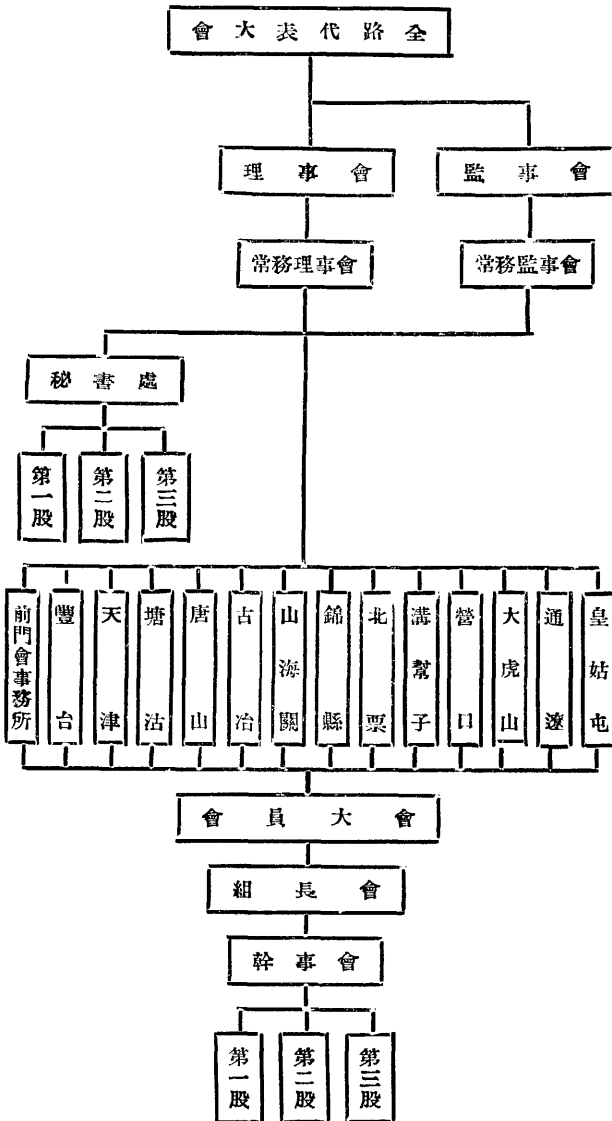 會大表代路全
理事會
監事會
常務理事會
常務監事會
秘書處
第一股
第二股
第三股
前門會事務所
豐台
天津
塘沽
唐山
古冶
山海關
錦縣
北票
溝幫子
營口
大虎山
通遼
皇姑屯
會員大會
組長會
幹事會
第一股
第二股
第三股